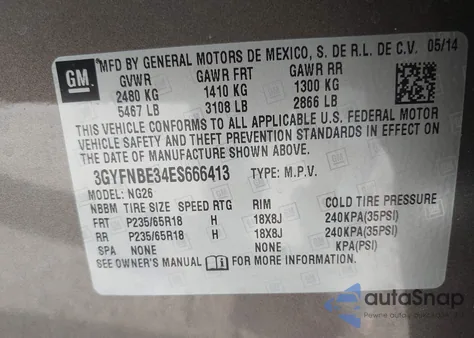 GM
MFD BY GENERAL MOTORS DE MEXICO, S. DE R.L. DE C.V. 05/14
GVWR GAWR FRT GAWR RR
2480 KG 1410 KG 1300 KG
5467 LB 3108 LB 2866 LB
THIS VEHICLE CONFORMS TO ALL APPLICABLE U.S. FEDERAL MOTOR
VEHICLE SAFETY AND THEFT PREVENTION STANDARDS IN EFFECT ON THE
DATE OF MANUFACTURE SHOWN ABOVE.
3GYFNBE34ES666413 TYPE: M.P.V.
MODEL: NG26
NBBM TIRE SIZE SPEED RTG RIM COLD TIRE PRESSURE
FRT P235/65R18 H 18X8J 240KPA(35PSI)
RR P235/65R18 H 18X8J 240KPA(35PSI)
SPA NONE NONE KPA(PSI)
SEE OWNER'S MANUAL FOR MORE INFORMATION.
autoSnap
Pewne auto z